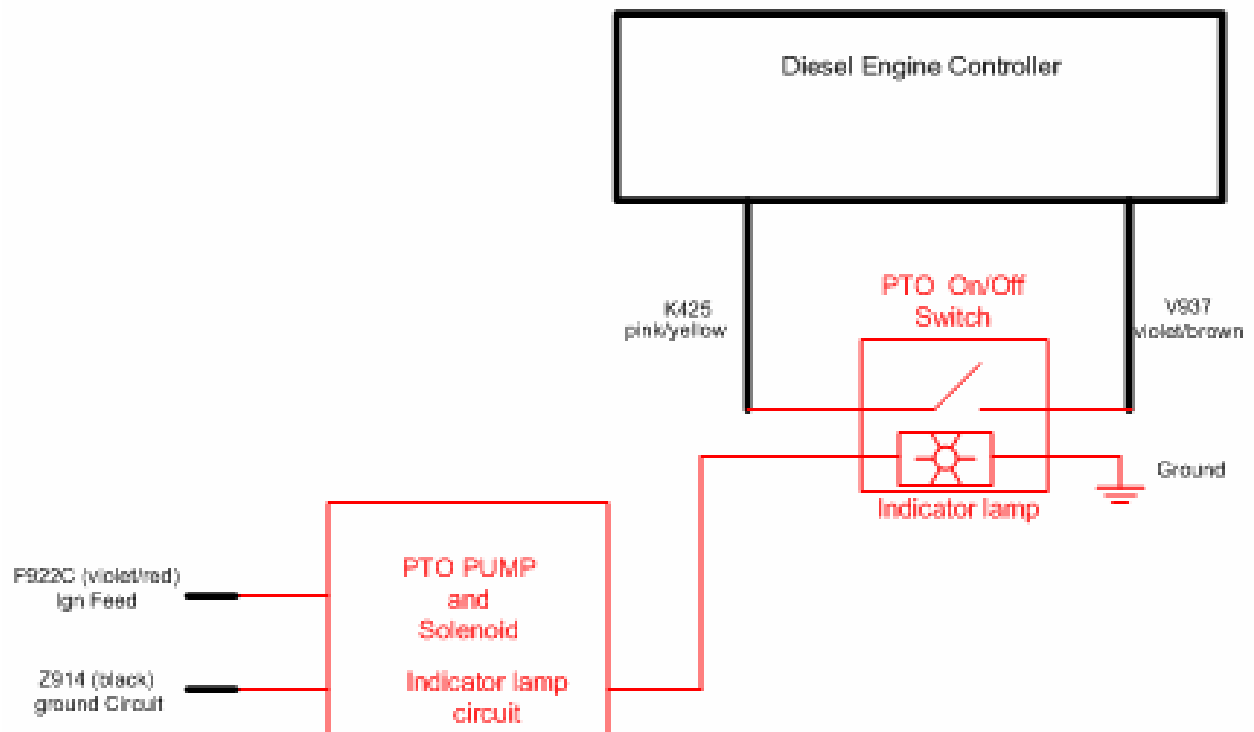 Diesel Engine Controller
K425
pink/yellow
PTO On/Off
Switch
V937
violet/brown
Ground
Indicator lamp
F922C (violet/red)
Ign Feed
PTO PUMP
and
Solenoid
Z914 (black)
ground Circuit
Indicator lamp
circuit